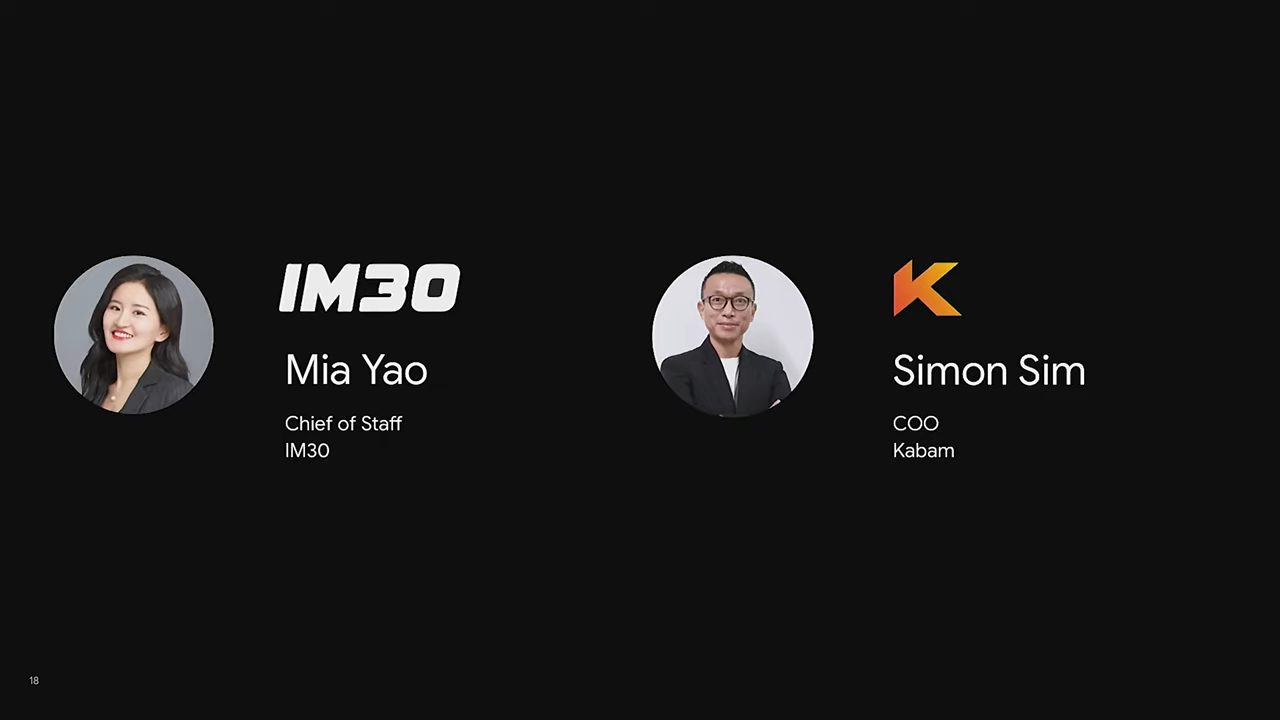 IM30
Mia Yao
Chief of Staff
IM30
K
Simon Sim
COO
Kabam
18